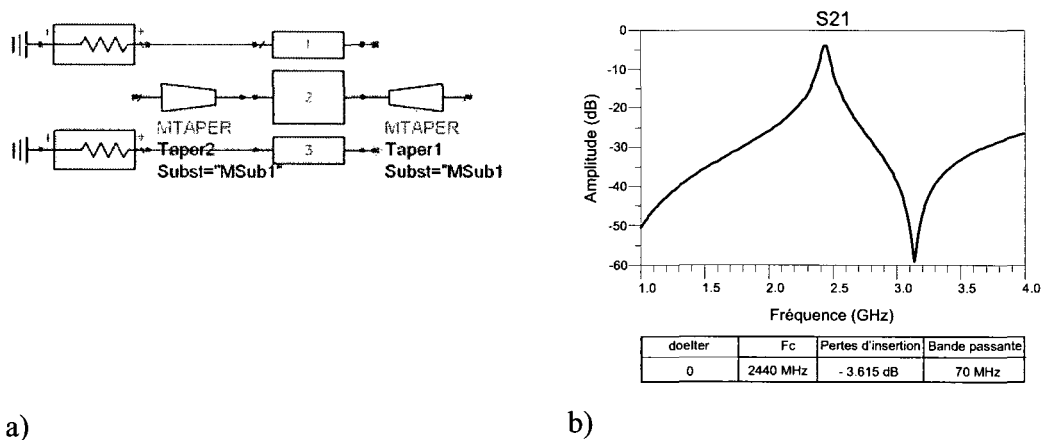 1
2
MTAPER
Taper2
Subst="MSub1"
MTAPER
Taper1
Subst="MSub1
3
a)
S21
Amplitude (dB)
0
-10
-20
-30
-40
-50
-60
1.0 1.5 2.0 2.5 3.0 3.5 4.0
Fréquence (GHz)
doelter Fc Pertes d'insertion Bande passante
0 2440 MHz - 3.615 dB 70 MHz
b)